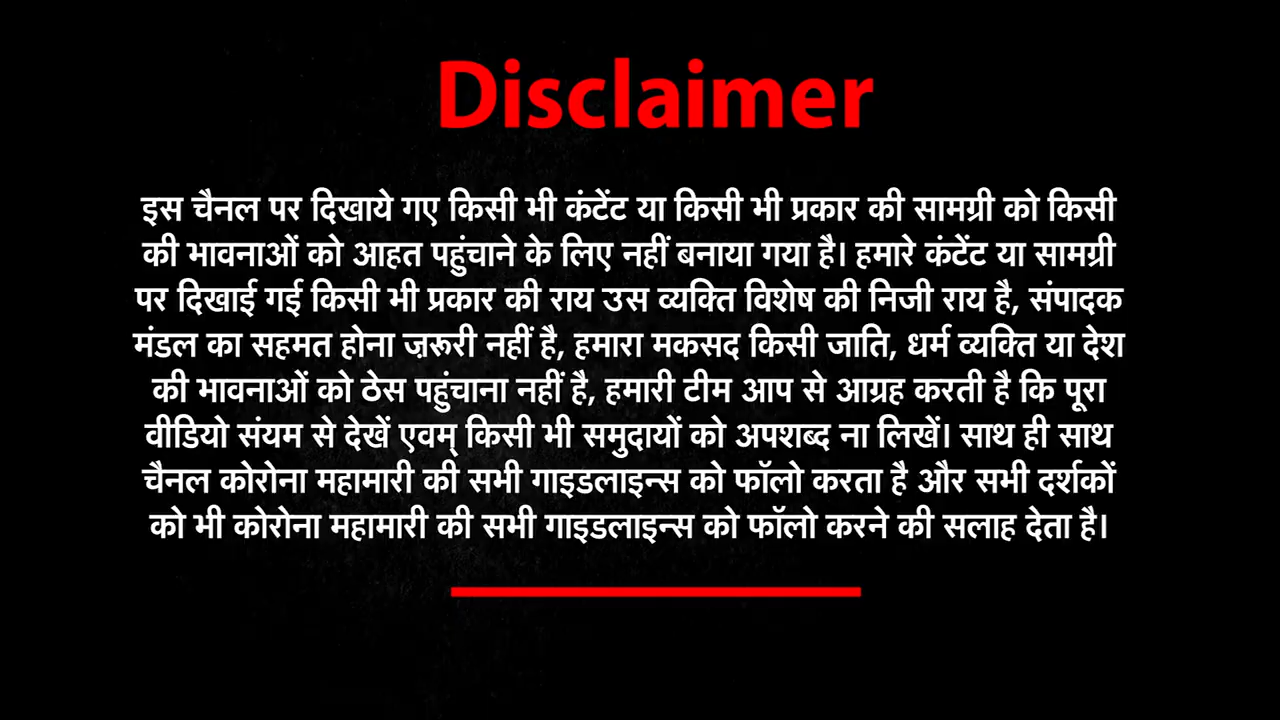 Disclaimer
इस चैनल पर दिखाये गए किसी भी कंटेंट या किसी भी प्रकार की सामग्री को किसी
की भावनाओं को आहत पहुंचाने के लिए नहीं बनाया गया है। हमारे कंटेंट या सामग्री
पर दिखाई गई किसी भी प्रकार की राय उस व्यक्ति विशेष की निजी राय है, संपादक
मंडल का सहमत होना ज़रूरी नहीं है, हमारा मकसद किसी जाति, धर्म व्यक्ति या देश
की भावनाओं को ठेस पहुंचाना नहीं है, हमारी टीम आप से आग्रह करती है कि पूरा
वीडियो संयम से देखें एवम् किसी भी समुदायों को अपशब्द ना लिखें। साथ ही साथ
चैनल कोरोना महामारी की सभी गाइडलाइन्स को फॉलो करता है और सभी दर्शकों
को भी कोरोना महामारी की सभी गाइडलाइन्स को फॉलो करने की सलाह देता है।